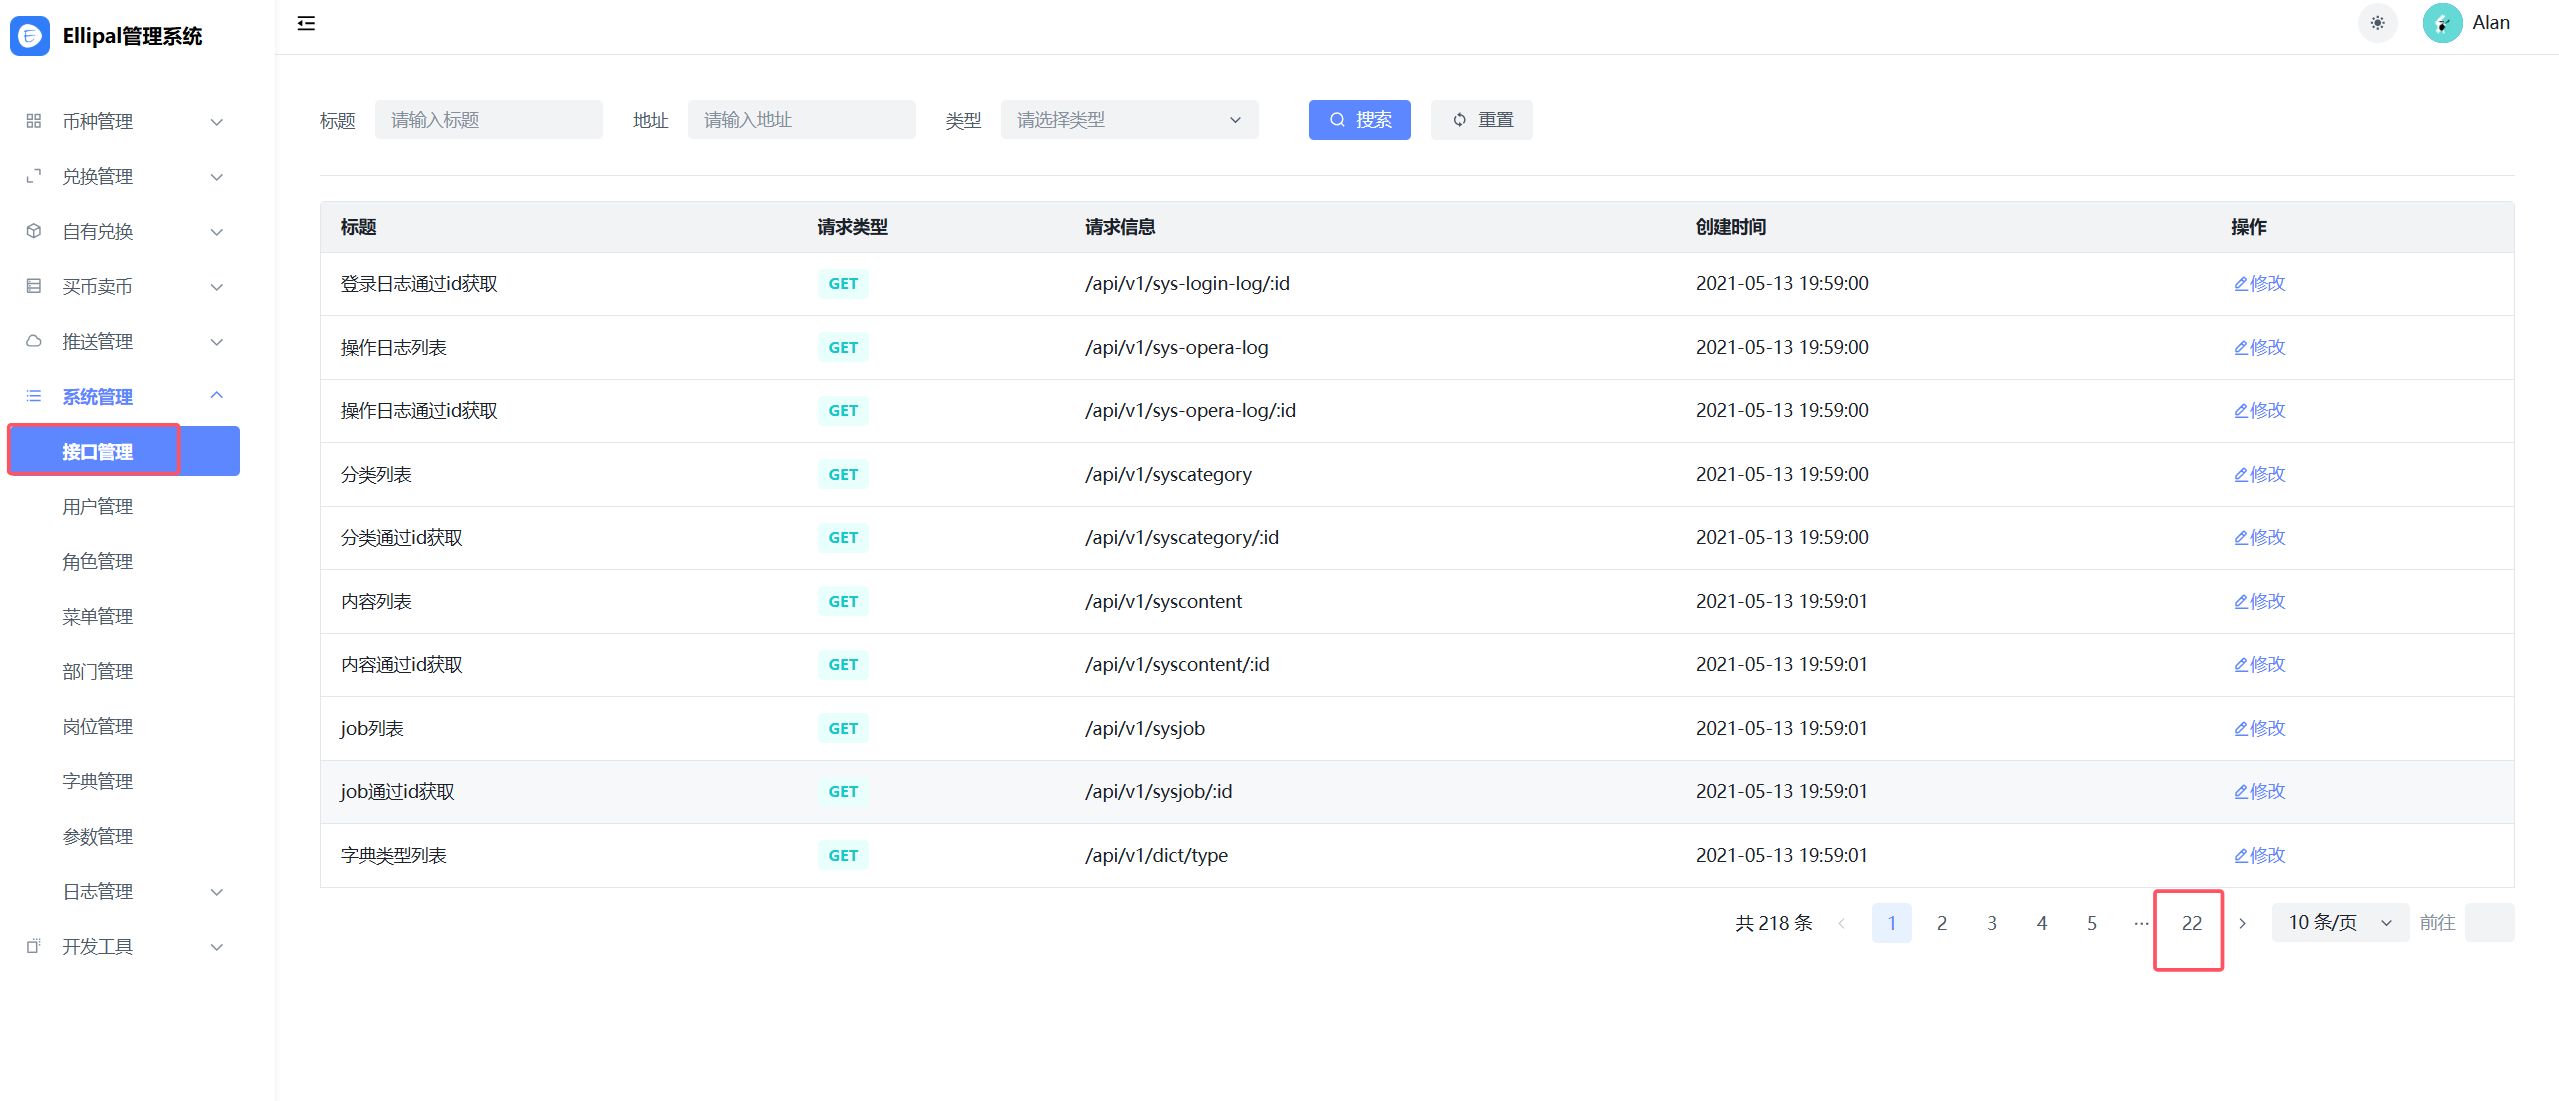 Ellipal管理系统
Alan
币种管理
兑换管理
自有兑换
买币卖币
推送管理
系统管理
接口管理
用户管理
角色管理
菜单管理
部门管理
岗位管理
字典管理
参数管理
日志管理
开发工具
标题 请输入标题 地址 请输入地址 类型 请选择类型 搜索 重置
标题 请求类型 请求信息 创建时间 操作
登录日志通过id获取 GET /api/v1/sys-login-log/:id 2021-05-13 19:59:00 修改
操作日志列表 GET /api/v1/sys-opera-log 2021-05-13 19:59:00 修改
操作日志通过id获取 GET /api/v1/sys-opera-log/:id 2021-05-13 19:59:00 修改
分类列表 GET /api/v1/syscategory 2021-05-13 19:59:00 修改
分类通过id获取 GET /api/v1/syscategory/:id 2021-05-13 19:59:00 修改
内容列表 GET /api/v1/syscontent 2021-05-13 19:59:01 修改
内容通过id获取 GET /api/v1/syscontent/:id 2021-05-13 19:59:01 修改
job列表 GET /api/v1/sysjob 2021-05-13 19:59:01 修改
job通过id获取 GET /api/v1/sysjob/:id 2021-05-13 19:59:01 修改
字典类型列表 GET /api/v1/dict/type 2021-05-13 19:59:01 修改
共 218 条 1 2 3 4 5 ··· 22 10 条/页 前往